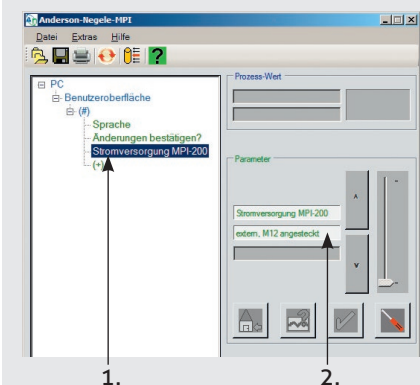 Anderson-Negele-MPI
Datei Extras Hilfe
?
PC
Benutzeroberfläche
(#)
Sprache
Änderungen bestätigen?
Stromversorgung MPI-200
(+)
Prozess-Wert
Parameter
Stromversorgung MPI-200
extern, M12 angesteckt
1.
2.